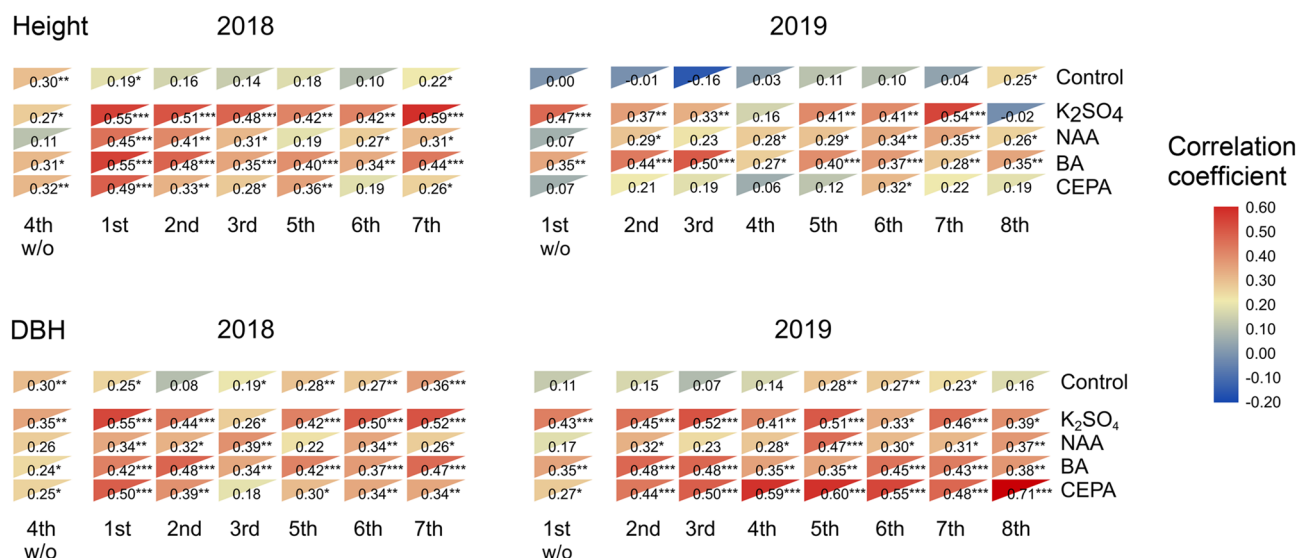 Height 2018 2019
0.30** 0.19* 0.16 0.14 0.18 0.10 0.22* 0.00 -0.01 -0.16 0.03 0.11 0.10 0.04 0.25* Control
0.27* 0.55*** 0.51*** 0.48*** 0.42** 0.42** 0.59*** 0.47*** 0.37** 0.33** 0.16 0.41** 0.41** 0.54*** -0.02 K₂SO₄
0.11 0.45*** 0.41** 0.31* 0.19 0.27* 0.31* 0.07 0.29* 0.23 0.28* 0.29* 0.34** 0.35** 0.26* NAA
0.31* 0.55*** 0.48*** 0.35*** 0.40*** 0.34** 0.44*** 0.35** 0.44*** 0.50*** 0.27* 0.40*** 0.37*** 0.28** 0.35** BA
0.32** 0.49*** 0.33** 0.28* 0.36** 0.19 0.26* 0.07 0.21 0.19 0.06 0.12 0.32* 0.22 0.19 CEPA
4th 1st 2nd 3rd 5th 6th 7th 1st 2nd 3rd 4th 5th 6th 7th 8th
w/o w/o
Correlation
coefficient
0.60
0.50
0.40
0.30
0.20
0.10
0.00
-0.10
-0.20
DBH 2018 2019
0.30** 0.25* 0.08 0.19* 0.28** 0.27** 0.36*** 0.11 0.15 0.07 0.14 0.28** 0.27** 0.23* 0.16 Control
0.35** 0.55*** 0.44*** 0.26* 0.42*** 0.50*** 0.52*** 0.43*** 0.45*** 0.52*** 0.41** 0.51*** 0.33* 0.46*** 0.39* K₂SO₄
0.26 0.34** 0.32* 0.39** 0.22 0.34** 0.26* 0.17 0.32* 0.23 0.28* 0.47*** 0.30* 0.31* 0.37** NAA
0.24* 0.42*** 0.48*** 0.34** 0.42*** 0.37*** 0.47*** 0.35** 0.48*** 0.48*** 0.35** 0.35** 0.45*** 0.43*** 0.38** BA
0.25* 0.50*** 0.39** 0.18 0.30* 0.34** 0.34** 0.27* 0.44*** 0.50*** 0.59*** 0.60*** 0.55*** 0.48*** 0.71*** CEPA
4th 1st 2nd 3rd 5th 6th 7th 1st 2nd 3rd 4th 5th 6th 7th 8th
w/o w/o